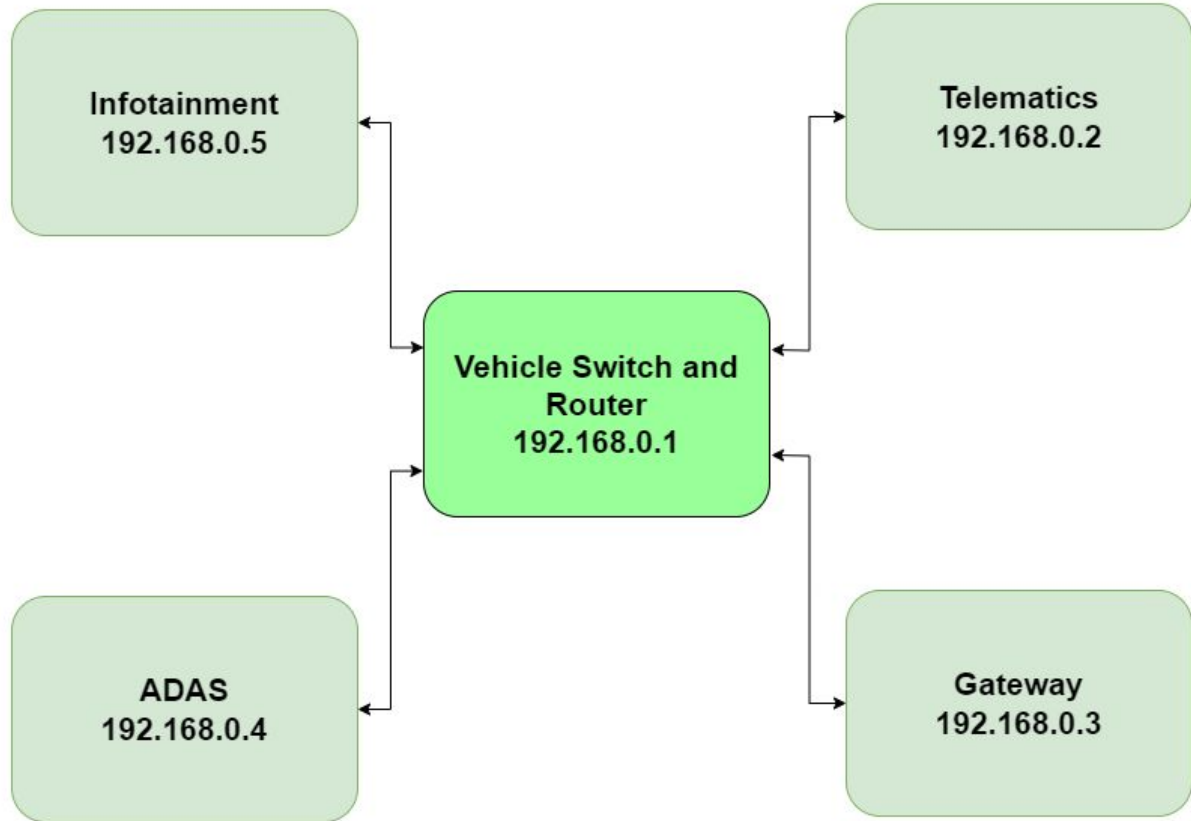 Infotainment
192.168.0.5
Telematics
192.168.0.2
Vehicle Switch and
Router
192.168.0.1
ADAS
192.168.0.4
Gateway
192.168.0.3